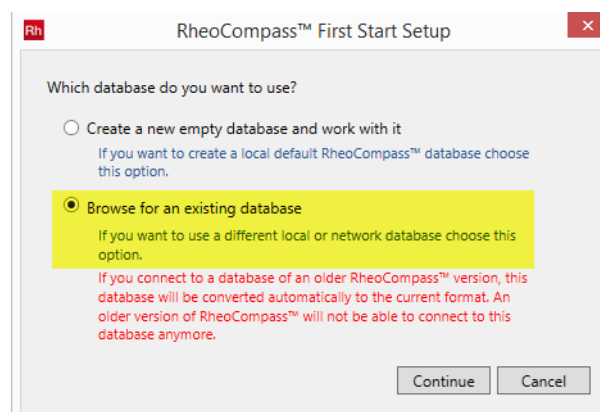 Rh RheoCompass™ First Start Setup ×
Which database do you want to use?
Create a new empty database and work with it
If you want to create a local default RheoCompass™ database choose
this option.
Browse for an existing database
If you want to use a different local or network database choose this
option.
If you connect to a database of an older RheoCompass™ version, this
database will be converted automatically to the current format. An
older version of RheoCompass™ will not be able to connect to this
database anymore.
Continue Cancel